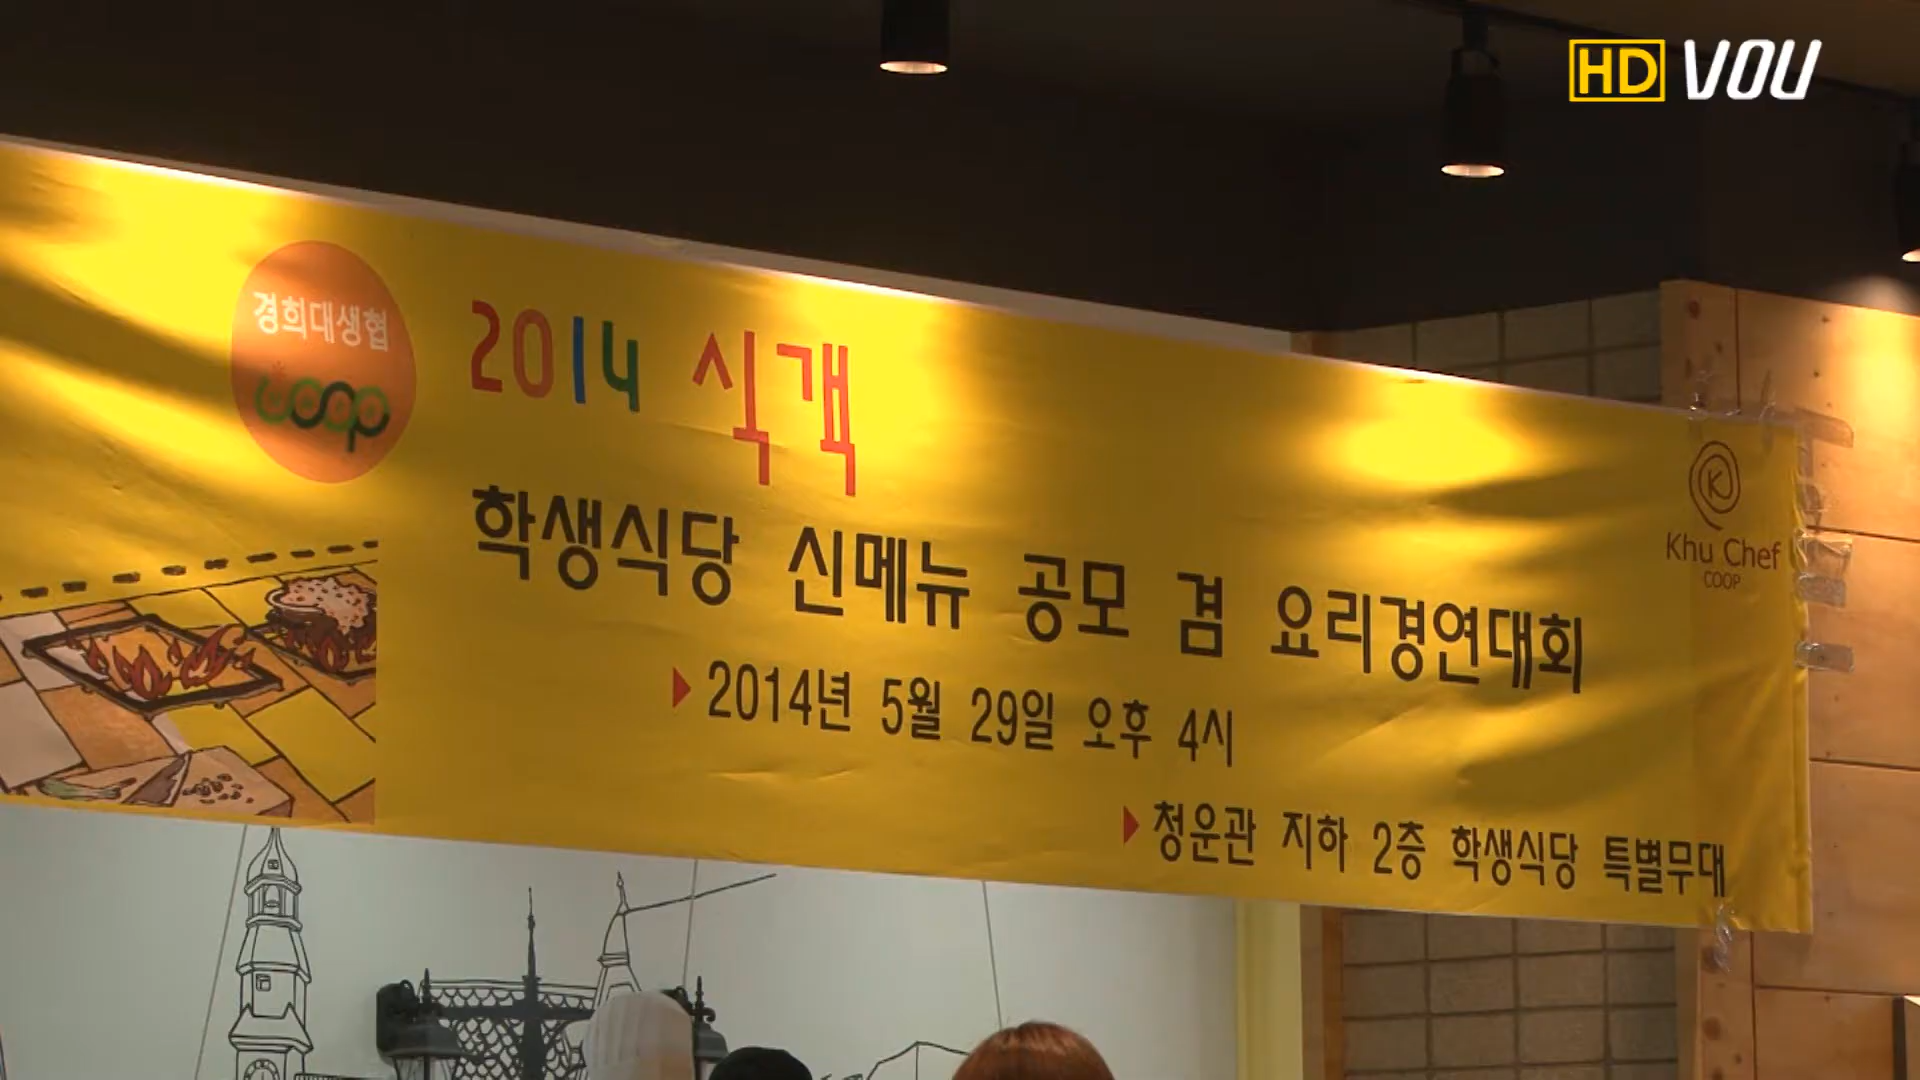 HD VOU
경희대생협
coop
2014 식객
학생식당 신메뉴 공모 겸 요리경연대회
2014년 5월 29일 오후 4시
청운관 지하 2층 학생식당 특별무대
K
Khu Chef
COOP